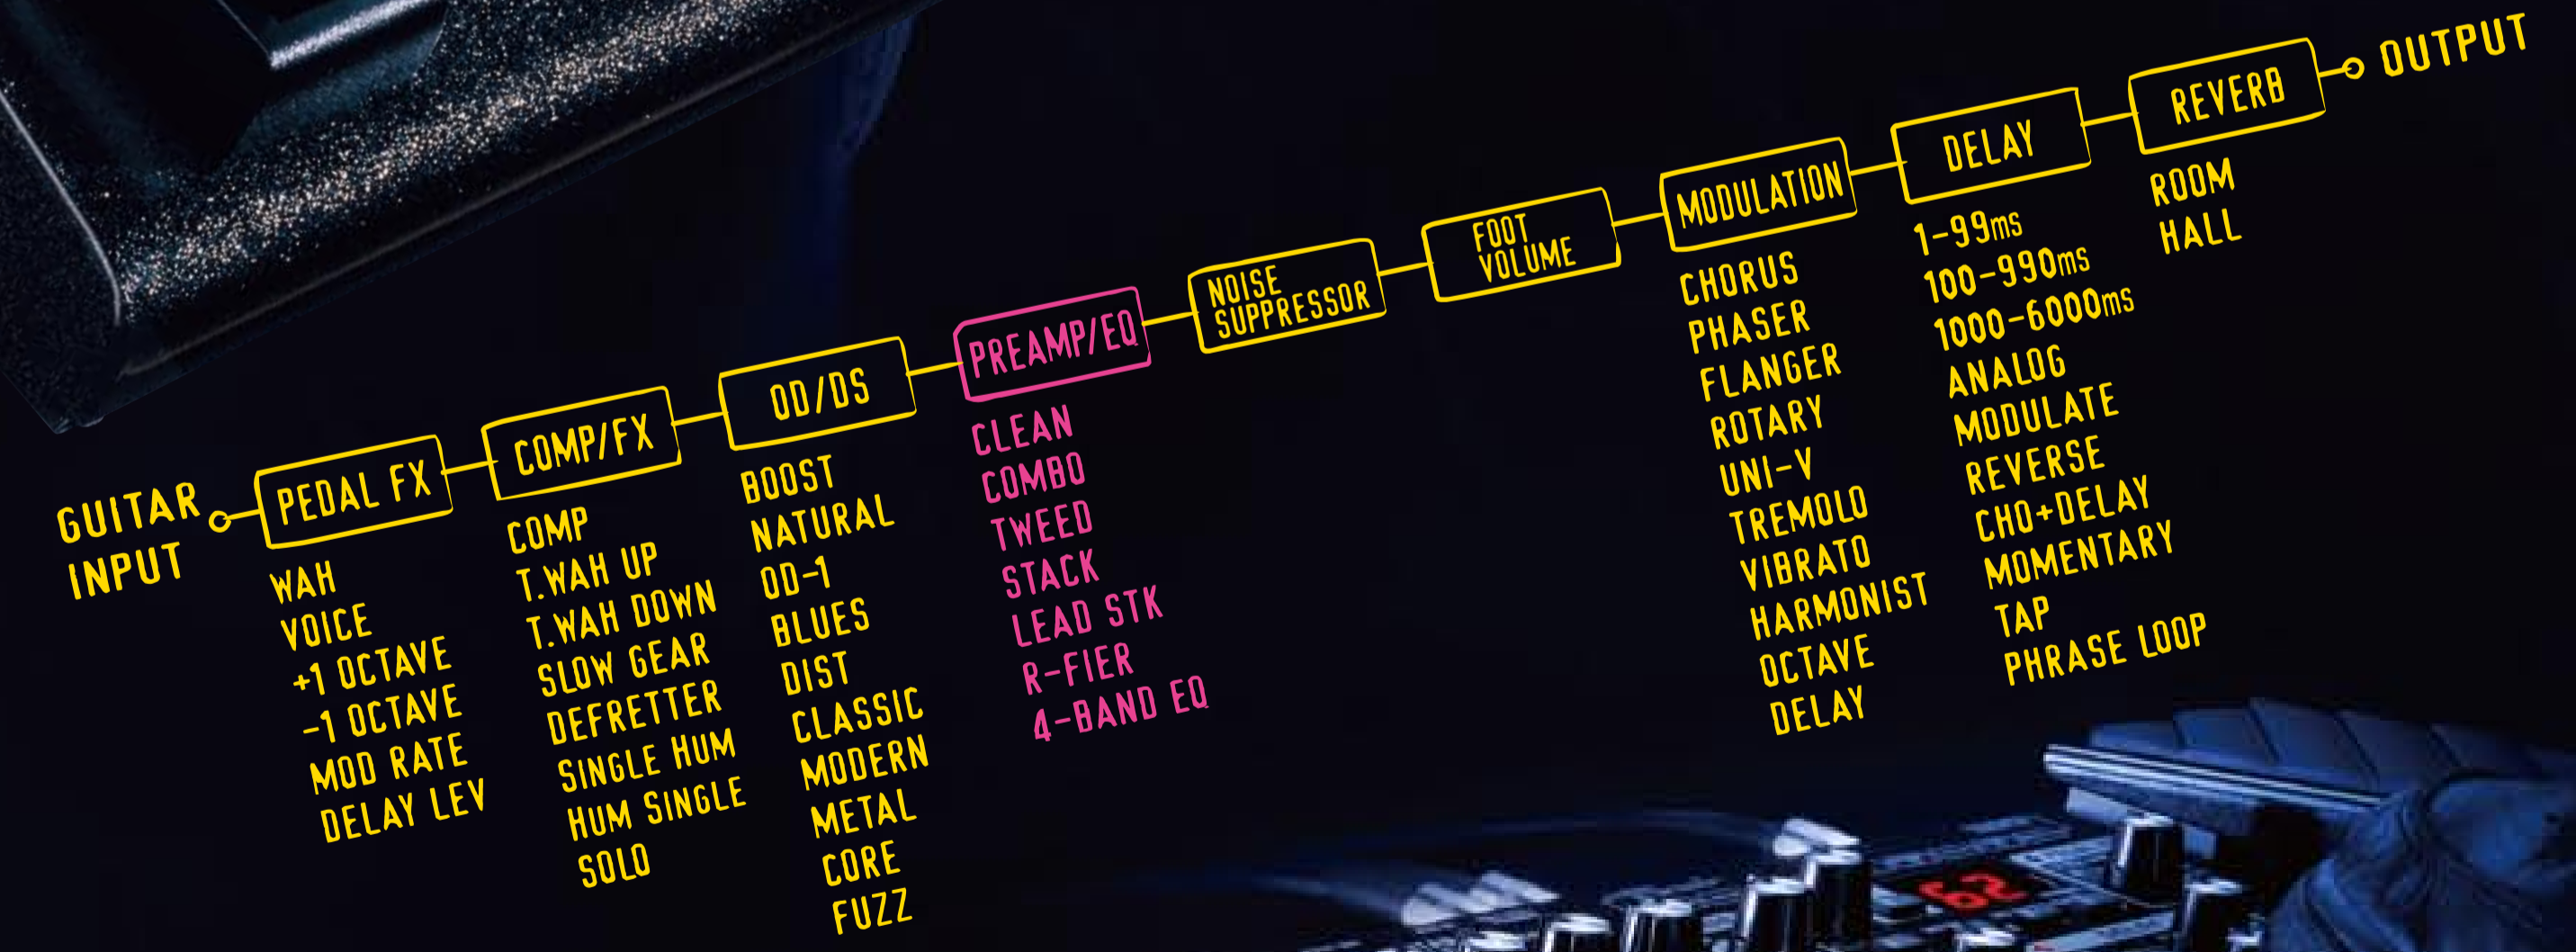 GUITAR
INPUT
PEDAL FX
WAH
VOICE
+1 OCTAVE
-1 OCTAVE
MOD RATE
DELAY LEV
COMP/FX
COMP
T.WAH UP
T.WAH DOWN
SLOW GEAR
DEFRETTER
SINGLE HUM
HUM SINGLE
SOLO
OD/DS
BOOST
NATURAL
OD-1
BLUES
DIST
CLASSIC
MODERN
METAL
CORE
FUZZ
PREAMP/EQ
CLEAN
COMBO
TWEED
STACK
LEAD STK
R-FIER
4-BAND EQ
NOISE
SUPPRESSOR
FOOT
VOLUME
MODULATION
CHORUS
PHASER
FLANGER
ROTARY
UNI-V
TREMOLO
VIBRATO
HARMONIST
OCTAVE
DELAY
DELAY
1-99ms
100-990ms
1000-6000ms
ANALOG
MODULATE
REVERSE
CHO+DELAY
MOMENTARY
TAP
PHRASE LOOP
REVERB
ROOM
HALL
OUTPUT
62